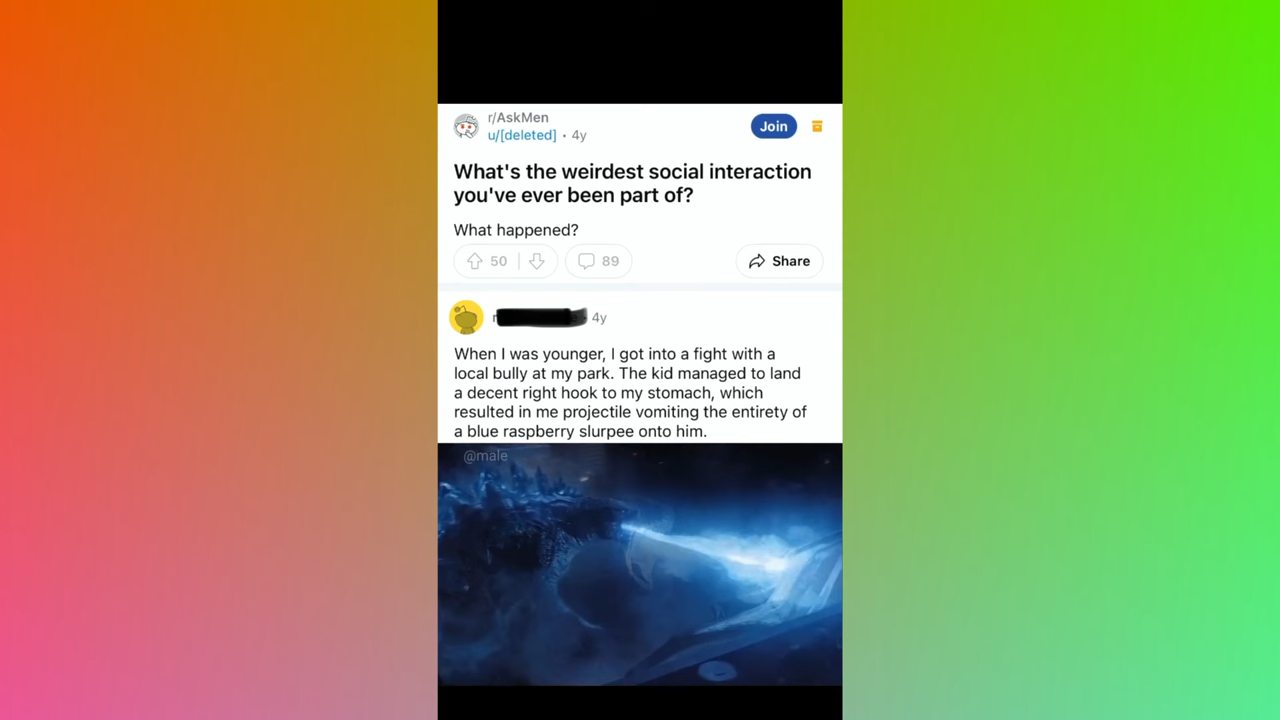 r/AskMen
u/[deleted] • 4y
Join
What's the weirdest social interaction
you've ever been part of?
What happened?
50
89
Share
4y
When I was younger, I got into a fight with a
local bully at my park. The kid managed to land
a decent right hook to my stomach, which
resulted in me projectile vomiting the entirety of
a blue raspberry slurpee onto him.
@male